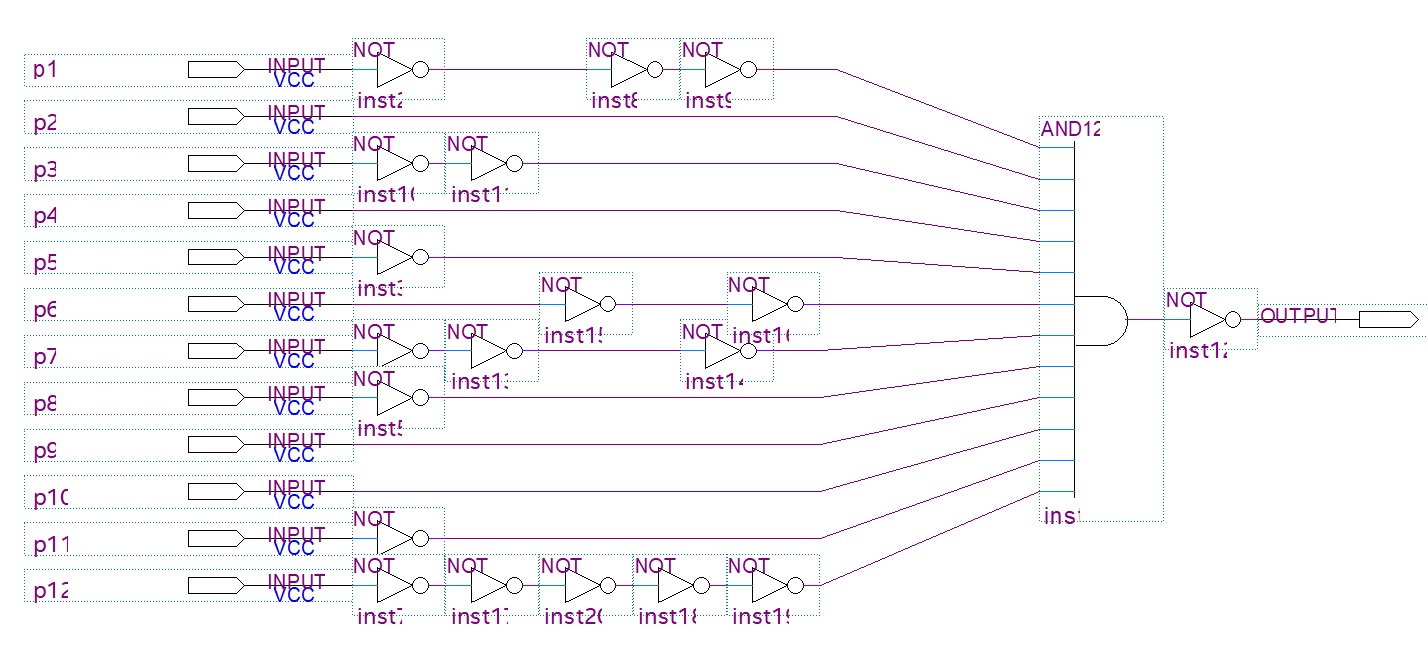 NOT NOT NOT
p1 INPUT
VCC
inst2 inst8 inst9
p2 INPUT
VCC
AND12
NOT NOT
p3 INPUT
VCC
inst10 inst11
p4 INPUT
VCC
NOT
p5 INPUT
VCC
inst3
NOT NOT
p6 INPUT
VCC
NOT OUTPUT
inst15 inst16
NOT NOT NOT
p7 INPUT
VCC
inst12
inst13 inst14
NOT
p8 INPUT
VCC
inst5
p9 INPUT
VCC
p10 INPUT
VCC
inst
NOT
p11 INPUT
VCC
NOT NOT NOT NOT NOT
p12 INPUT
VCC
inst7 inst17 inst20 inst18 inst19